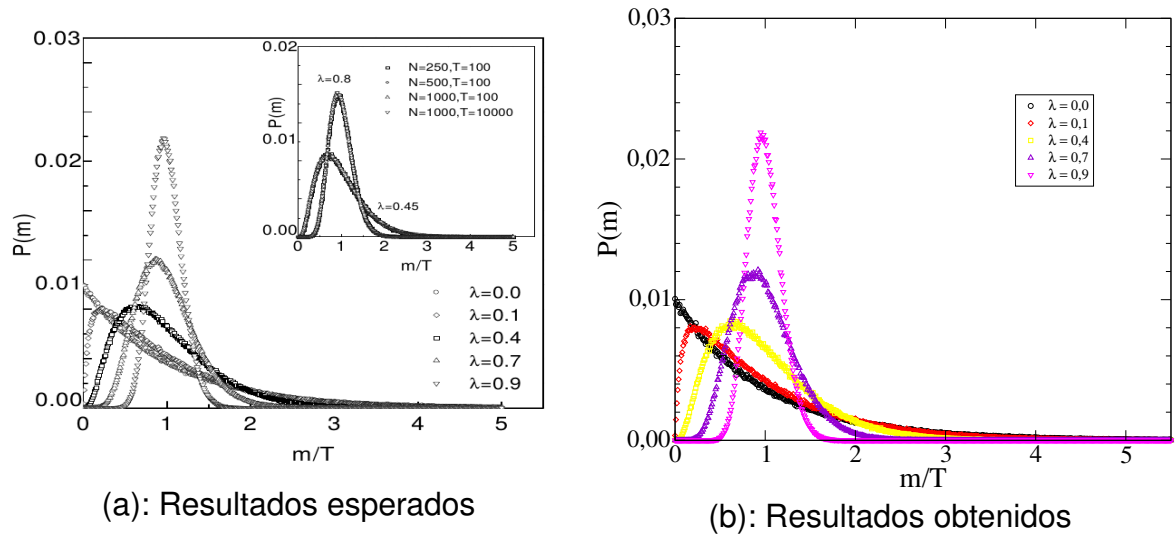 0.03
0.02
0.01
0.00
P(m)
0
1
2
3
4
5
m/T
λ=0.0
λ=0.1
λ=0.4
λ=0.7
λ=0.9
0.02
0.01
0.00
P(m)
0
1
2
3
4
5
m/T
λ=0.8
λ=0.45
N=250,T=100
N=500,T=100
N=1000,T=100
N=1000,T=10000
(a): Resultados esperados
0,03
0,02
0,01
0,00
P(m)
0
1
2
3
4
5
m/T
λ = 0,0
λ = 0,1
λ = 0,4
λ = 0,7
λ = 0,9
(b): Resultados obtenidos